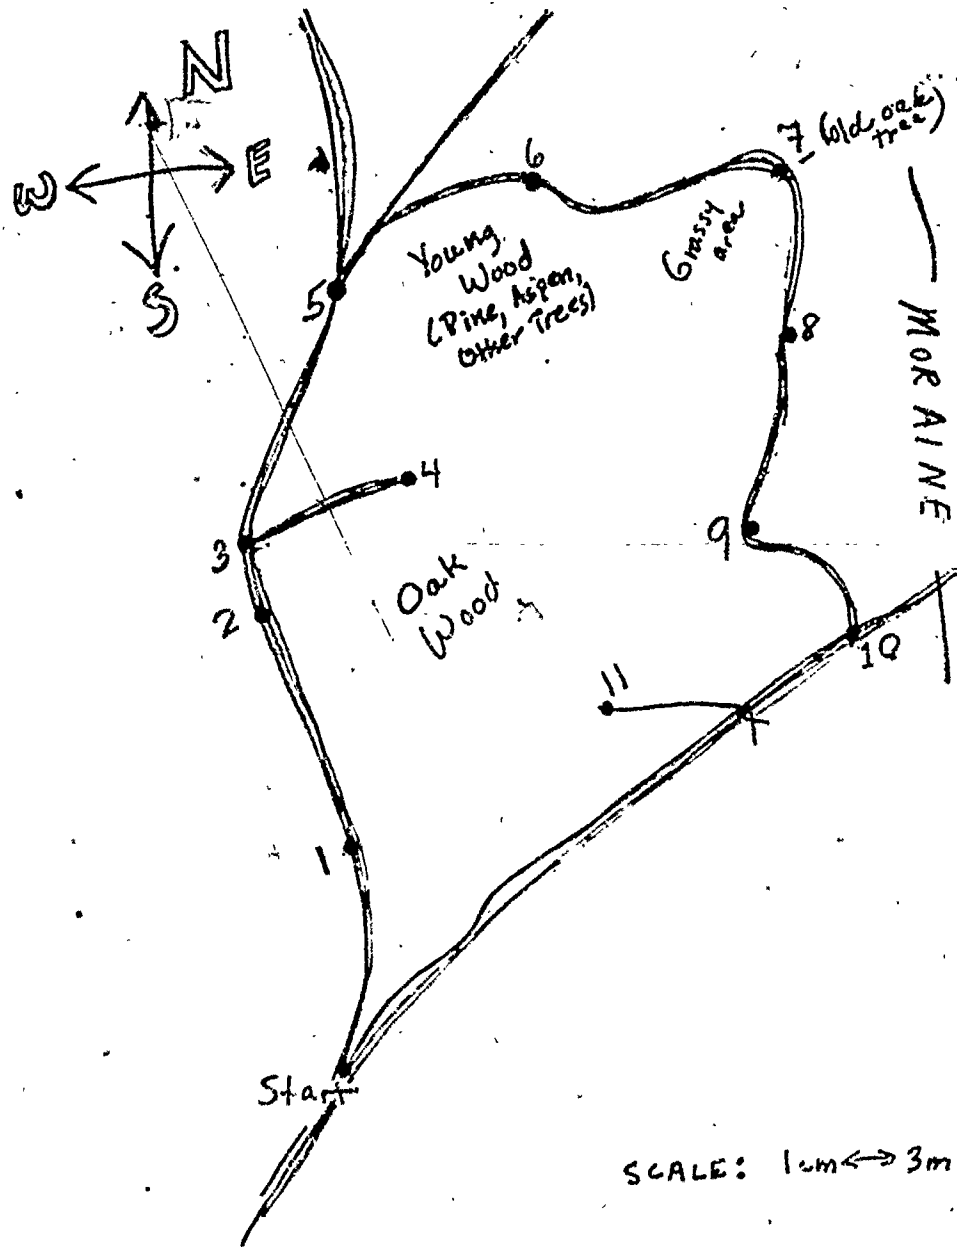 N
W
E
S
6
7 (old oak
tree)
Grassy
area
Young
Wood
(Pine, Aspen,
Other Trees)
5
8
MORAINE
4
3
9
Oak
Wood
2
10
11
1
Start
SCALE: 1cm↔3m